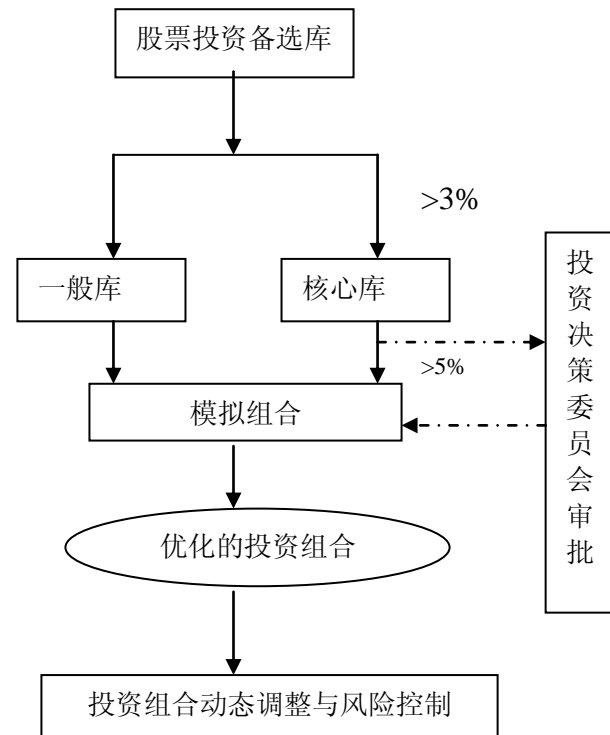 股票投资备选库
>3%
一般库
核心库
投资决策委员会审批
>5%
模拟组合
优化的投资组合
投资组合动态调整与风险控制